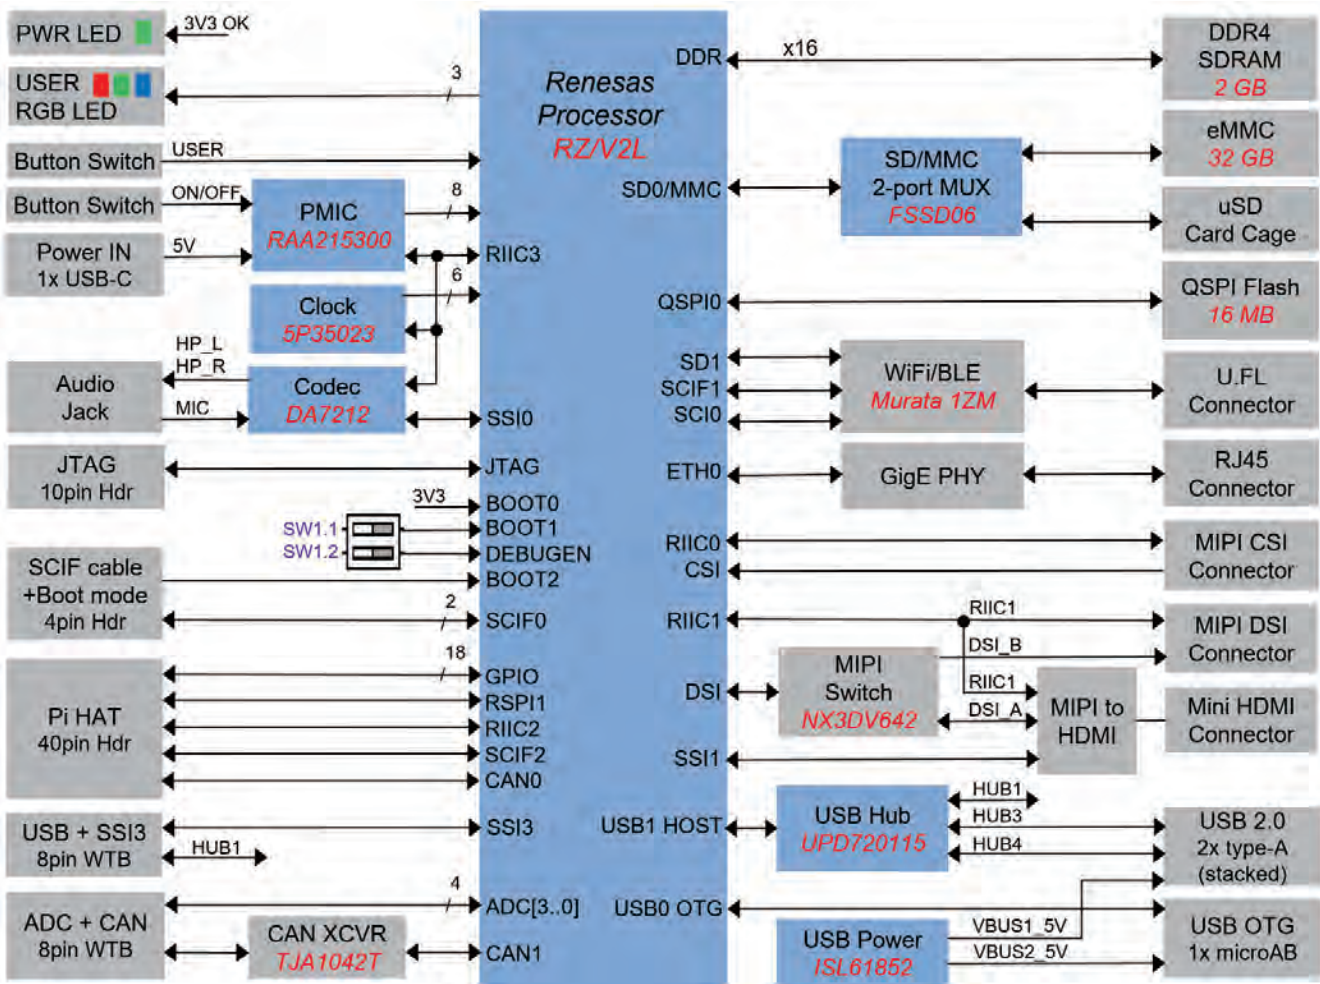 PWR LED
3V3 OK
USER
RGB LED
3
Button Switch
USER
Button Switch
ON/OFF
Power IN
1x USB-C
5V
PMIC
RAA215300
8
RIIC3
6
Clock
5P35023
HP_L
HP_R
Audio
Jack
MIC
Codec
DA7212
SSI0
JTAG
10pin Hdr
JTAG
3V3
BOOT0
SW1.1
BOOT1
SW1.2
DEBUGEN
SCIF cable
+Boot mode
4pin Hdr
BOOT2
2
SCIF0
Pi HAT
40pin Hdr
18
GPIO
RSPI1
RIIC2
SCIF2
CAN0
USB + SSI3
8pin WTB
SSI3
HUB1
ADC + CAN
8pin WTB
4
ADC[3..0]
CAN XCVR
TJA1042T
CAN1
Renesas
Processor
RZ/V2L
DDR
x16
DDR4
SDRAM
2 GB
SD0/MMC
SD/MMC
2-port MUX
FSSD06
eMMC
32 GB
uSD
Card Cage
QSPI0
QSPI Flash
16 MB
SD1
SCIF1
SCI0
WiFi/BLE
Murata 1ZM
U.FL
Connector
ETH0
GigE PHY
RJ45
Connector
RIIC0
CSI
MIPI CSI
Connector
RIIC1
RIIC1
MIPI DSI
Connector
DSI_B
DSI
MIPI
Switch
NX3DV642
RIIC1
DSI_A
MIPI to
HDMI
Mini HDMI
Connector
SSI1
USB1 HOST
USB Hub
UPD720115
HUB1
HUB3
HUB4
USB 2.0
2x type-A
(stacked)
USB0 OTG
USB Power
ISL61852
VBUS1_5V
VBUS2_5V
USB OTG
1x microAB